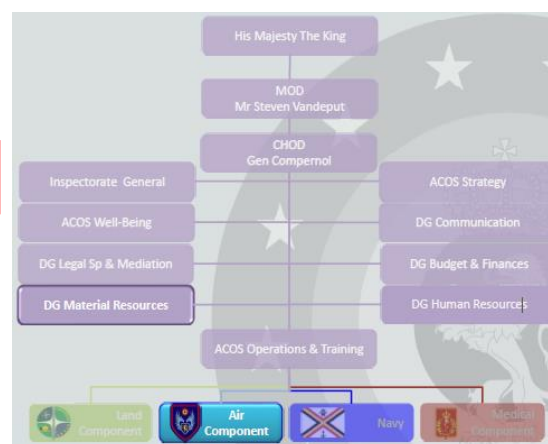 His Majesty The King
MOD
Mr Steven Vandeput
CHOD
Gen Compernol
Inspectorate General
ACOS Strategy
ACOS Well-Being
DG Communication
DG Legal Sp & Mediation
DG Budget & Finances
DG Material Resources
DG Human Resources
ACOS Operations & Training
Land
Component
Air
Component
Navy
Medical
Component